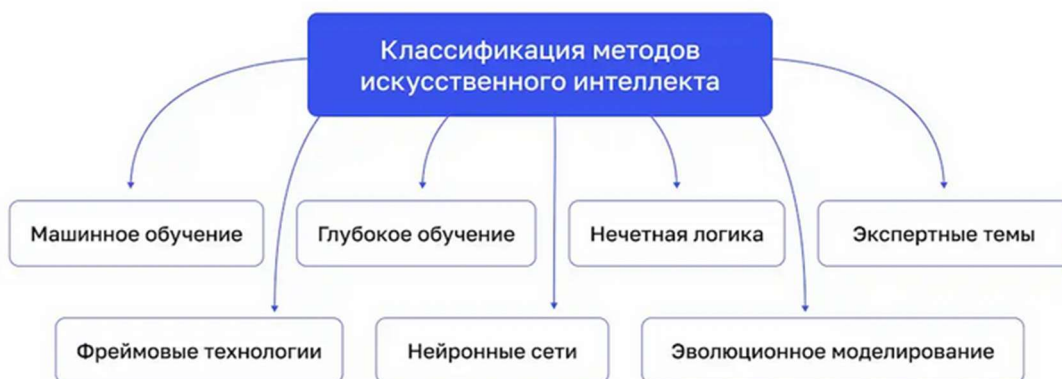 Классификация методов
искусственного интеллекта
Машинное обучение
Глубокое обучение
Нечетная логика
Экспертные темы
Фреймовые технологии
Нейронные сети
Эволюционное моделирование